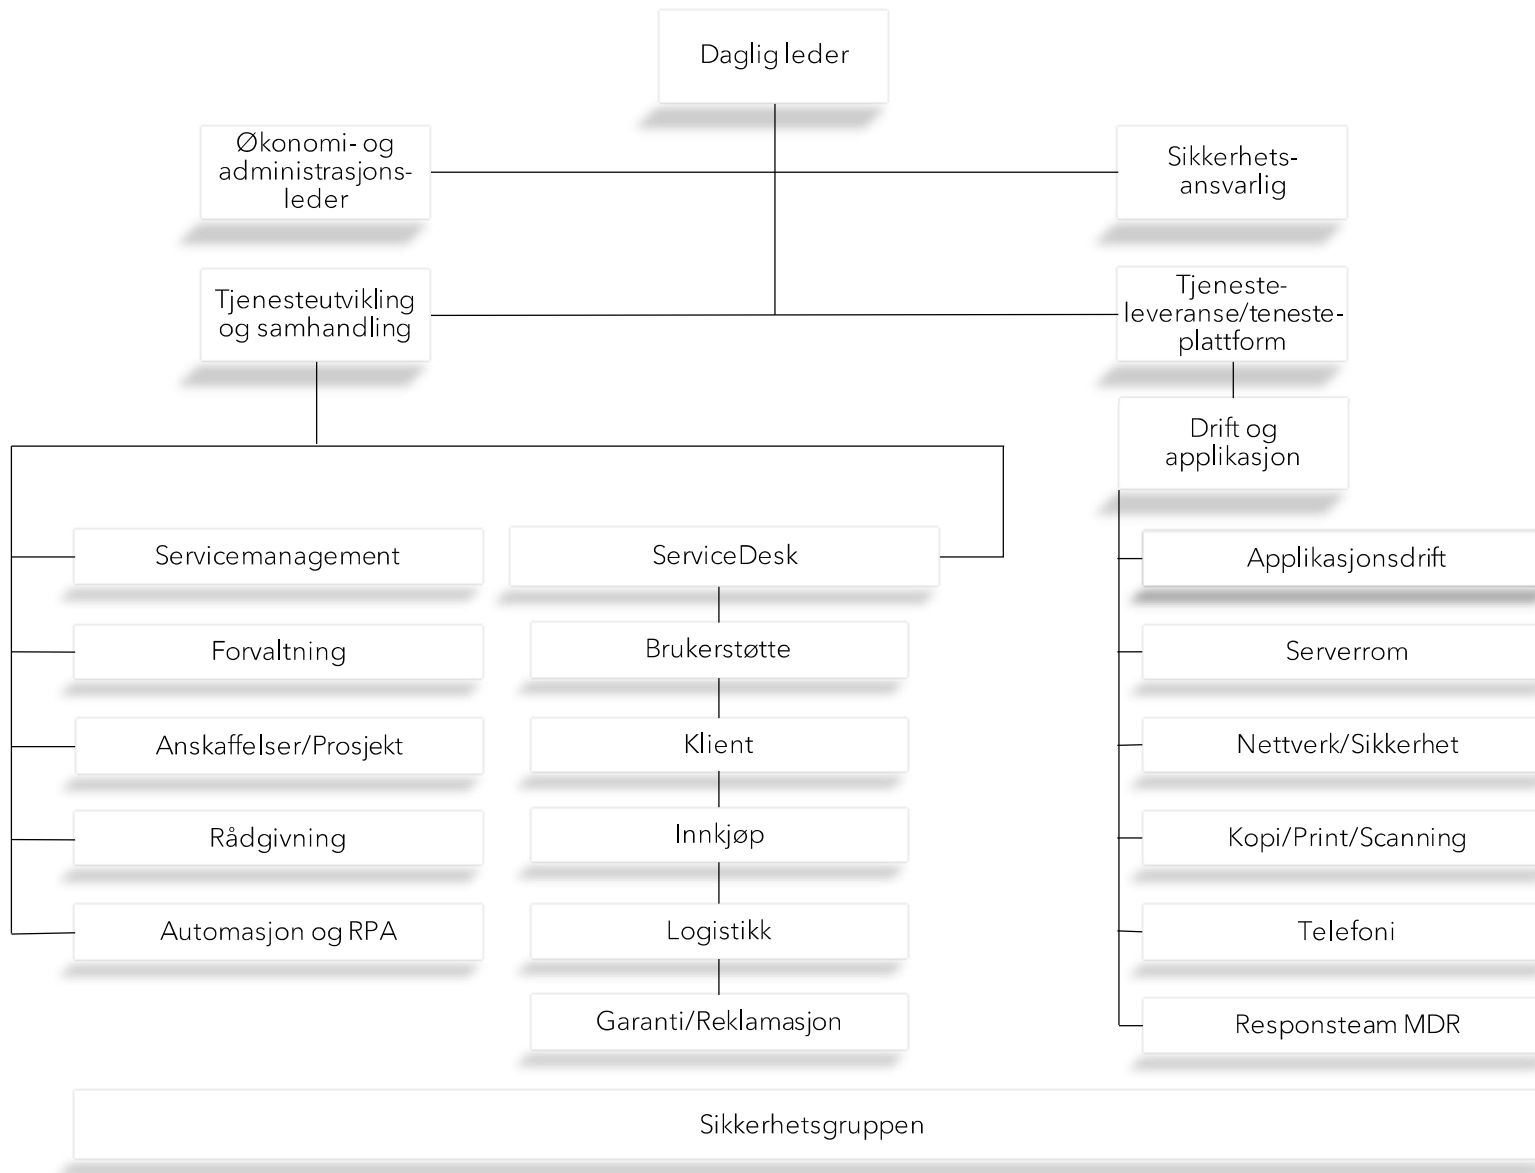 Daglig leder
Økonomi- og
administrasjons-
leder
Sikkerhets-
ansvarlig
Tjenesteutvikling
og samhandling
Tjeneste-
leveranse/teneste-
plattform
Drift og
applikasjon
Servicemanagement
Forvaltning
Anskaffelser/Prosjekt
Rådgivning
Automasjon og RPA
ServiceDesk
Brukerstøtte
Klient
Innkjøp
Logistikk
Garanti/Reklamasjon
Applikasjonsdrift
Serverrom
Nettverk/Sikkerhet
Kopi/Print/Scanning
Telefoni
Responsteam MDR
Sikkerhetsgruppen